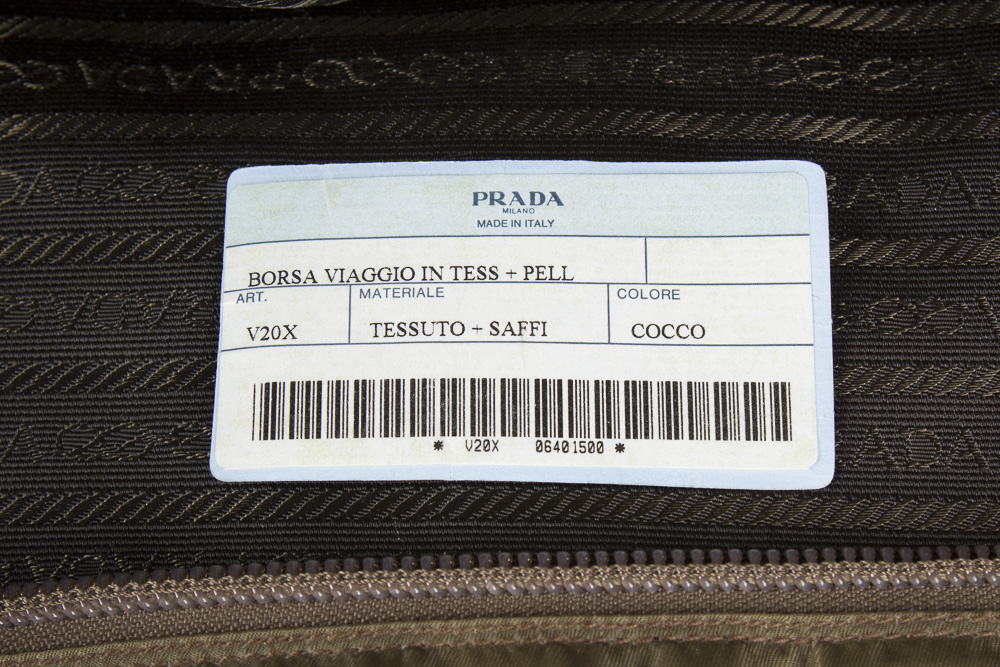 PRADA
MILANO
MADE IN ITALY
BORSA VIAGGIO IN TESS + PELL
ART. MATERIALE COLORE
V20X TESSUTO + SAFFI COCCO
* V20X 06401500 *